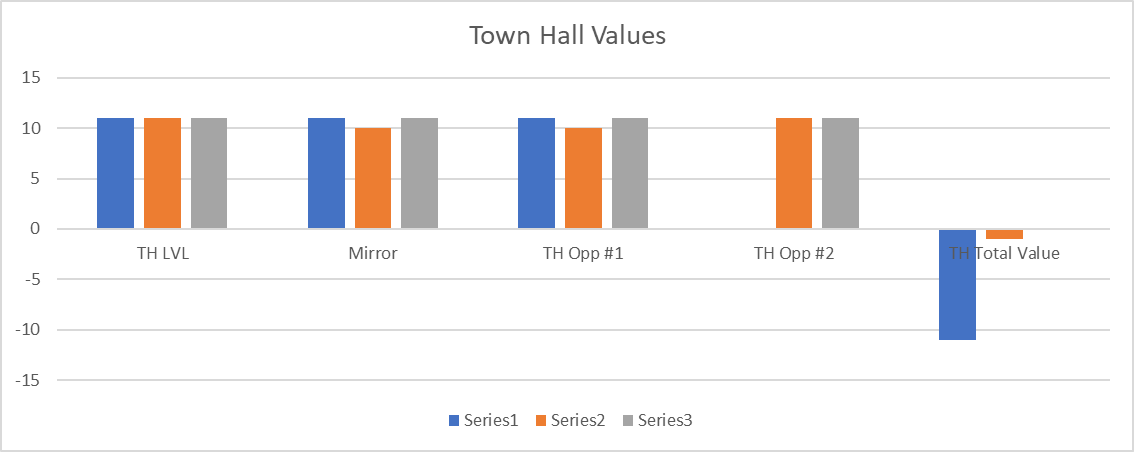 Town Hall Values
15
10
5
0
-5
-10
-15
TH LVL Mirror TH Opp #1 TH Opp #2 TH Total Value
Series1 Series2 Series3